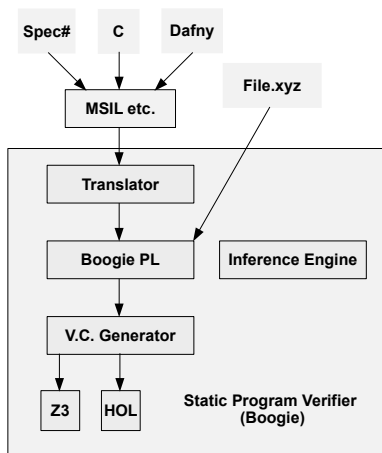 Spec#
C
Dafny
File.xyz
MSIL etc.
Translator
Boogie PL
Inference Engine
V.C. Generator
Z3
HOL
Static Program Verifier
(Boogie)